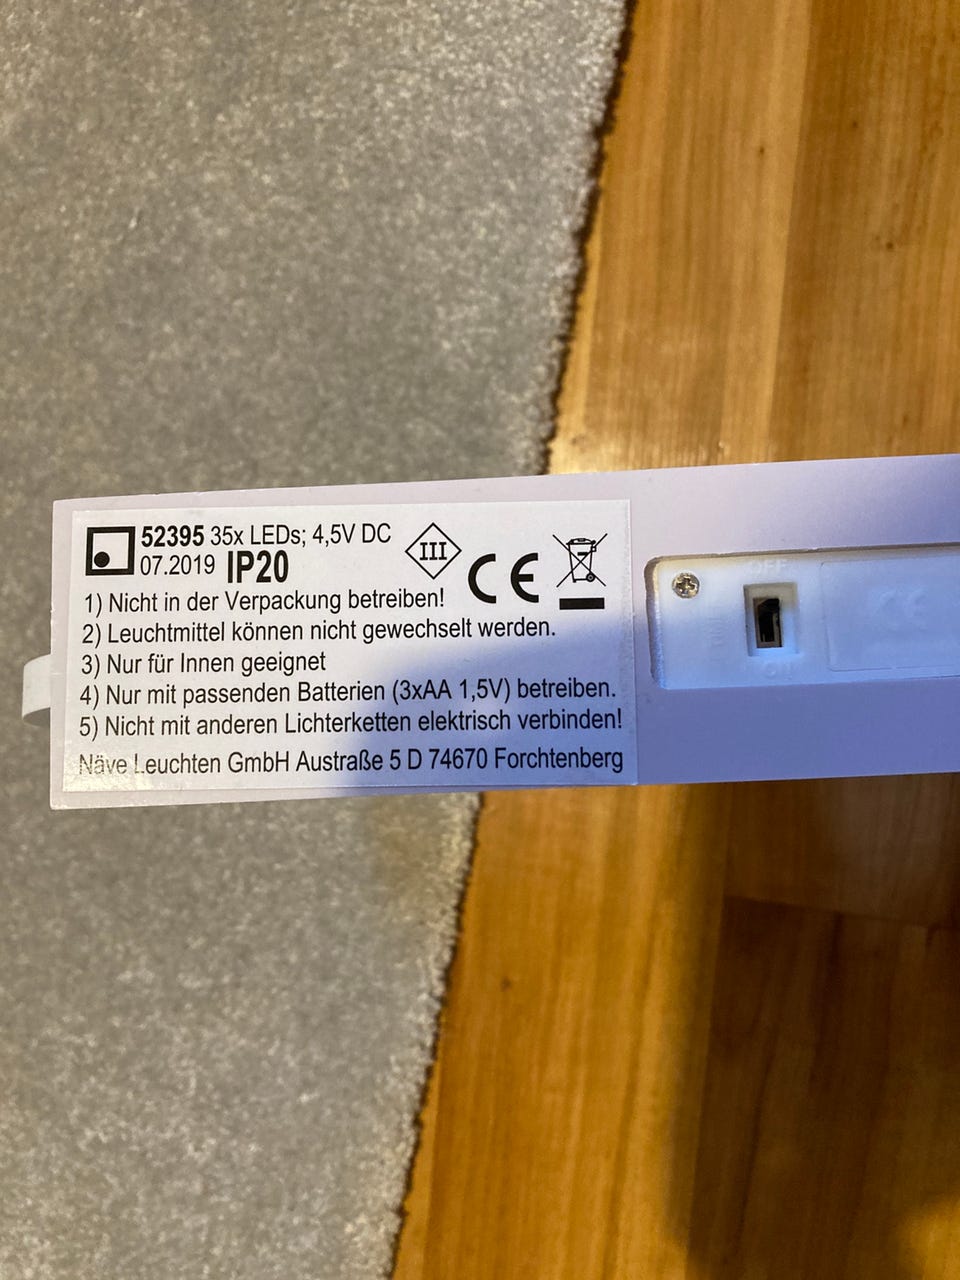 52395 35x LEDs; 4,5V DC
07.2019 IP20
III
CE
1) Nicht in der Verpackung betreiben!
2) Leuchtmittel können nicht gewechselt werden.
3) Nur für Innen geeignet
4) Nur mit passenden Batterien (3xAA 1,5V) betreiben.
5) Nicht mit anderen Lichterketten elektrisch verbinden!
Näve Leuchten GmbH Austraße 5 D 74670 Forchtenberg
OFF
ON
CE